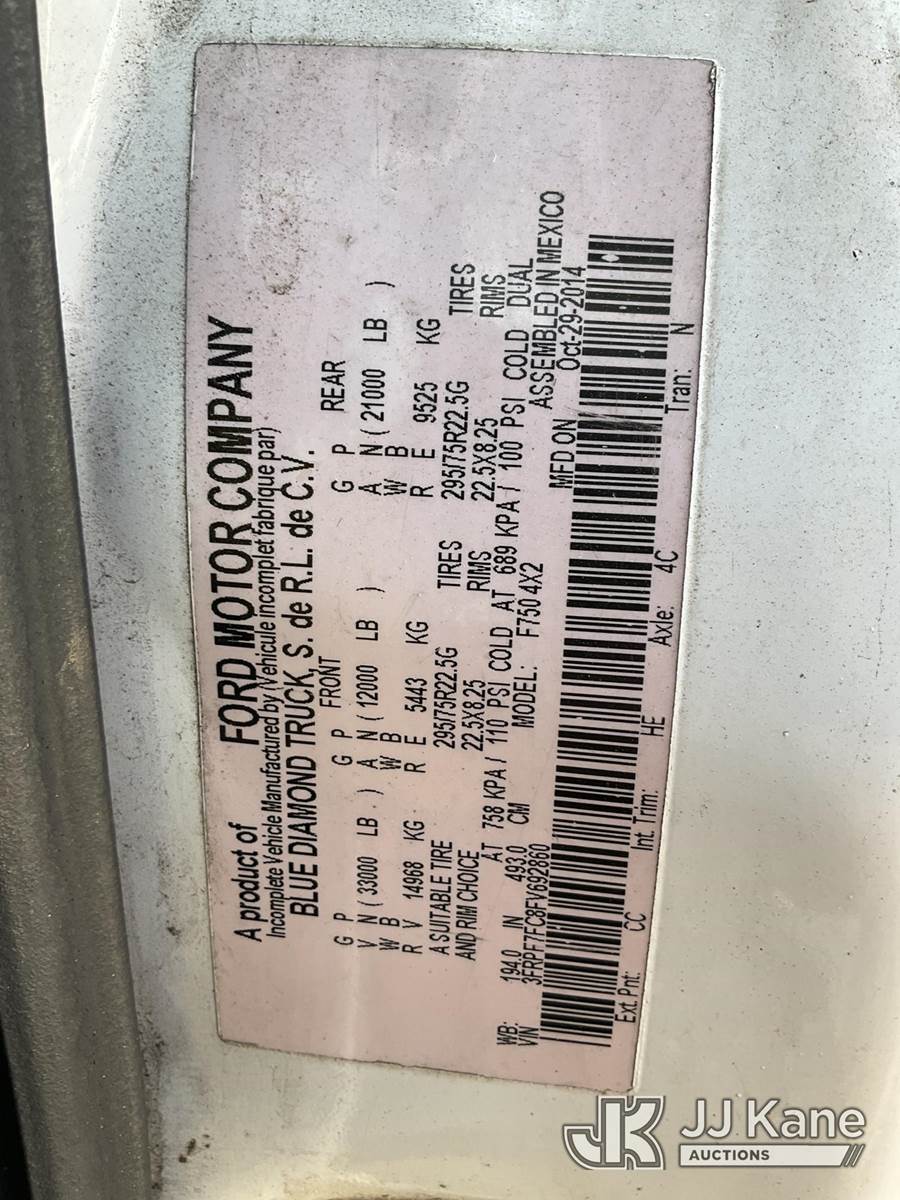 A product of FORD MOTOR COMPANY
Incomplete Vehicle Manufactured by (Vehicule incomplet fabrique par)
BLUE DIAMOND TRUCK, S. de R.L. de C.V.
FRONT REAR
G P G P G P
V N ( 33000 LB . ) A N ( 12000 LB ) A N ( 21000 LB )
W B W B W B
R V 14968 KG R E 5443 KG R E 9525 KG
A SUITABLE TIRE 295/75R22.5G TIRES 295/75R22.5G TIRES
AND RIM CHOICE 22.5X8.25 RIMS 22.5X8.25 RIMS
AT 758 KPA / 110 PSI COLD AT 689 KPA / 100 PSI COLD DUAL
WB: 194.0 IN 493.0 CM MODEL: F750 4X2 ASSEMBLED IN MEXICO
VIN 3FRPF7FC8FV692860 MFD ON Oct-29-2014
Ext. Pnt: CC Int. Trim: HE Axle: 4C Tran: N
JK JJ Kane
AUCTIONS